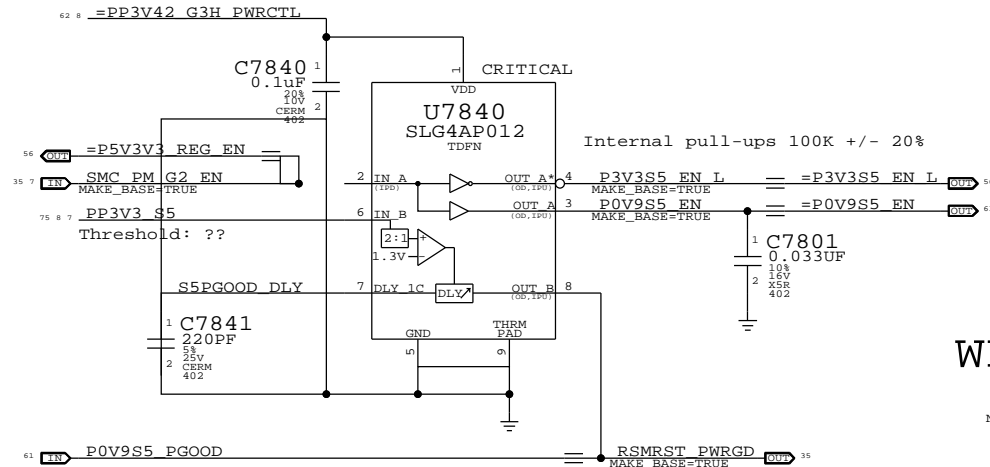 62 8 =PP3V42_G3H_PWRCTL
C7840 1
0.1uF
20%
10V 2
CERM
402
1 CRITICAL
VDD
U7840
SLG4AP012
TDFN
Internal pull-ups 100K +/- 20%
56 OUT =P5V3V3_REG_EN
35 7 IN SMC_PM_G2_EN
MAKE_BASE=TRUE
2 IN_A
(IPD)
OUT_A* 4
(OD,IPU)
P3V3S5_EN_L =P3V3S5_EN_L OUT
MAKE_BASE=TRUE
OUT_A 3
(OD,IPU)
P0V9S5_EN =P0V9S5_EN OUT
MAKE_BASE=TRUE
75 8 7 PP3V3_S5 6 IN_B
Threshold: ??
2:1 +
1.3V -
1 C7801
0.033UF
10%
16V
2 X5R
402
S5PGOOD_DLY 7 DLY_1C DLY OUT_B 8
(OD,IPU)
1 C7841
220PF
5%
25V
2 CERM
402
GND THRM
PAD
5 9
61 IN P0V9S5_PGOOD RSMRST_PWRGD OUT 35
MAKE_BASE=TRUE